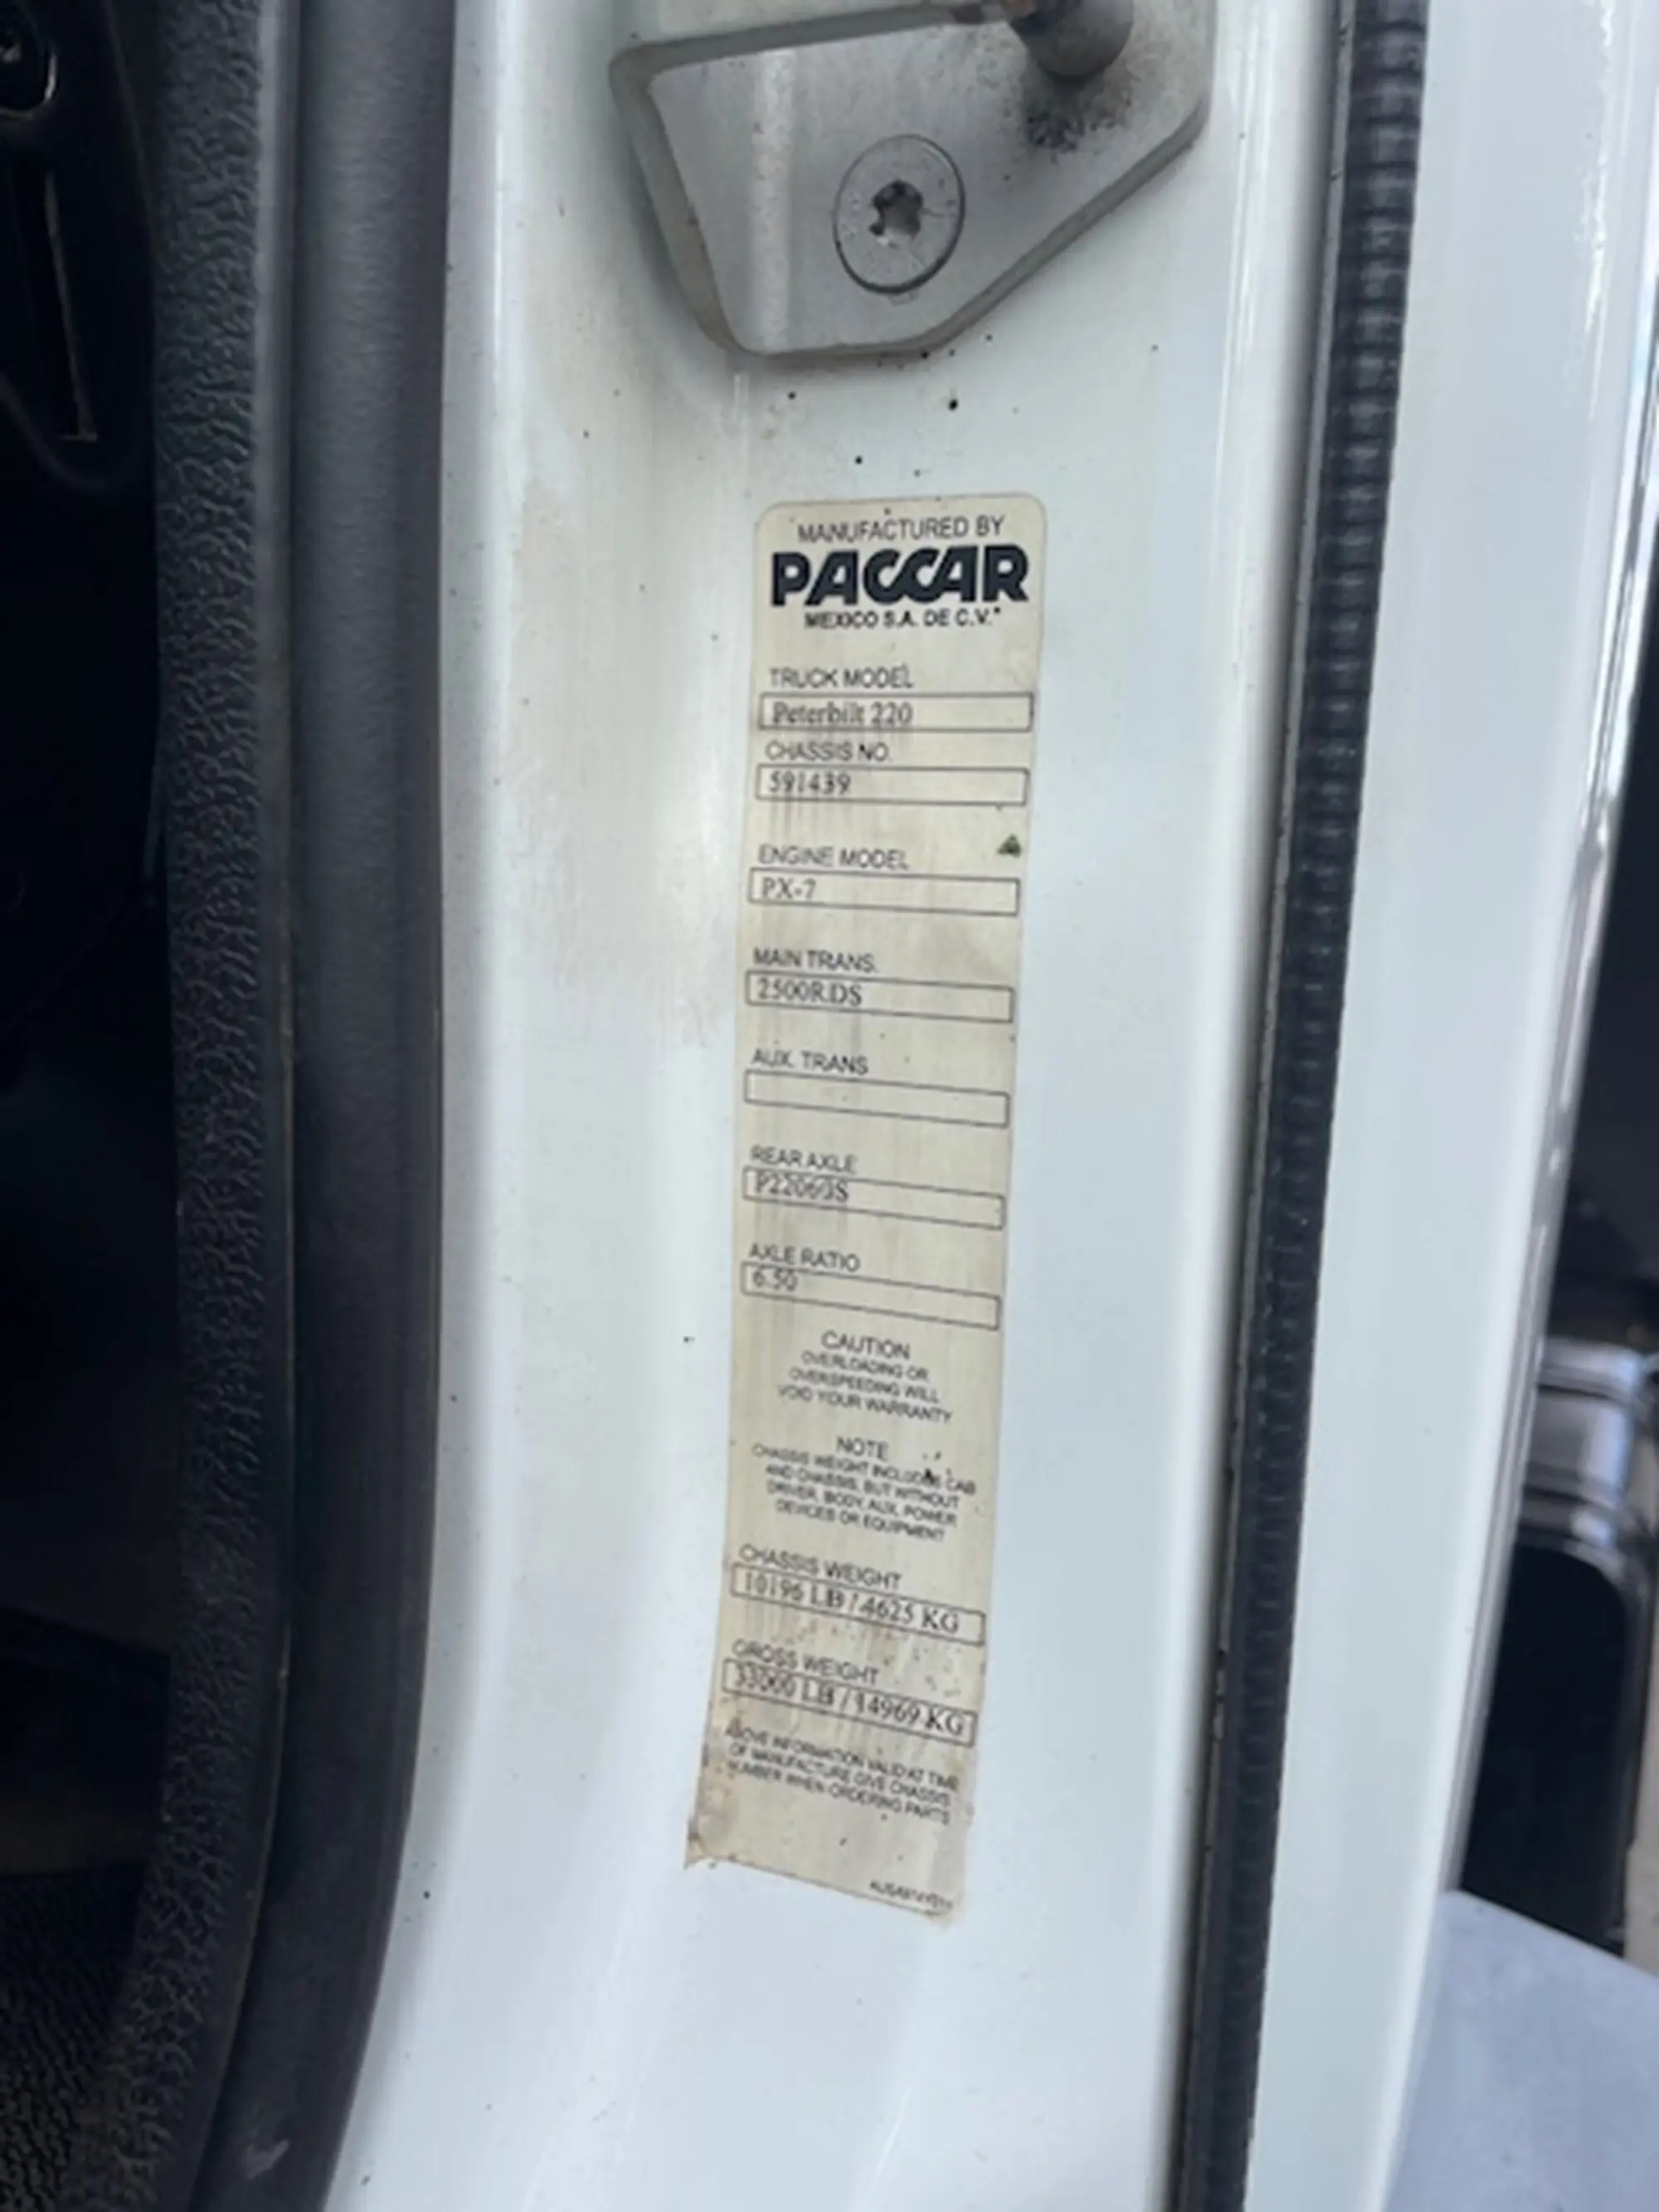 MANUFACTURED BY
PACCAR
MEXICO S.A. DE C.V.
TRUCK MODEL
Peterbilt 220
CHASSIS NO.
591439
ENGINE MODEL
PX-7
MAIN TRANS.
2500RDS
AUX. TRANS
REAR AXLE
P22060S
AXLE RATIO
6.50
CAUTION
OVERLOADING OR
OVERSPEEDING WILL
VOID YOUR WARRANTY
NOTE
CHASSIS WEIGHT INCLUDES CAB
AND CHASSIS, BUT WITHOUT
DRIVER, BODY, AUX. POWER
DEVICES OR EQUIPMENT
CHASSIS WEIGHT
10196 LB / 4625 KG
GROSS WEIGHT
33000 LB / 14969 KG
ABOVE INFORMATION VALID AT TIME
OF MANUFACTURE GIVE CHASSIS
NUMBER WHEN ORDERING PARTS